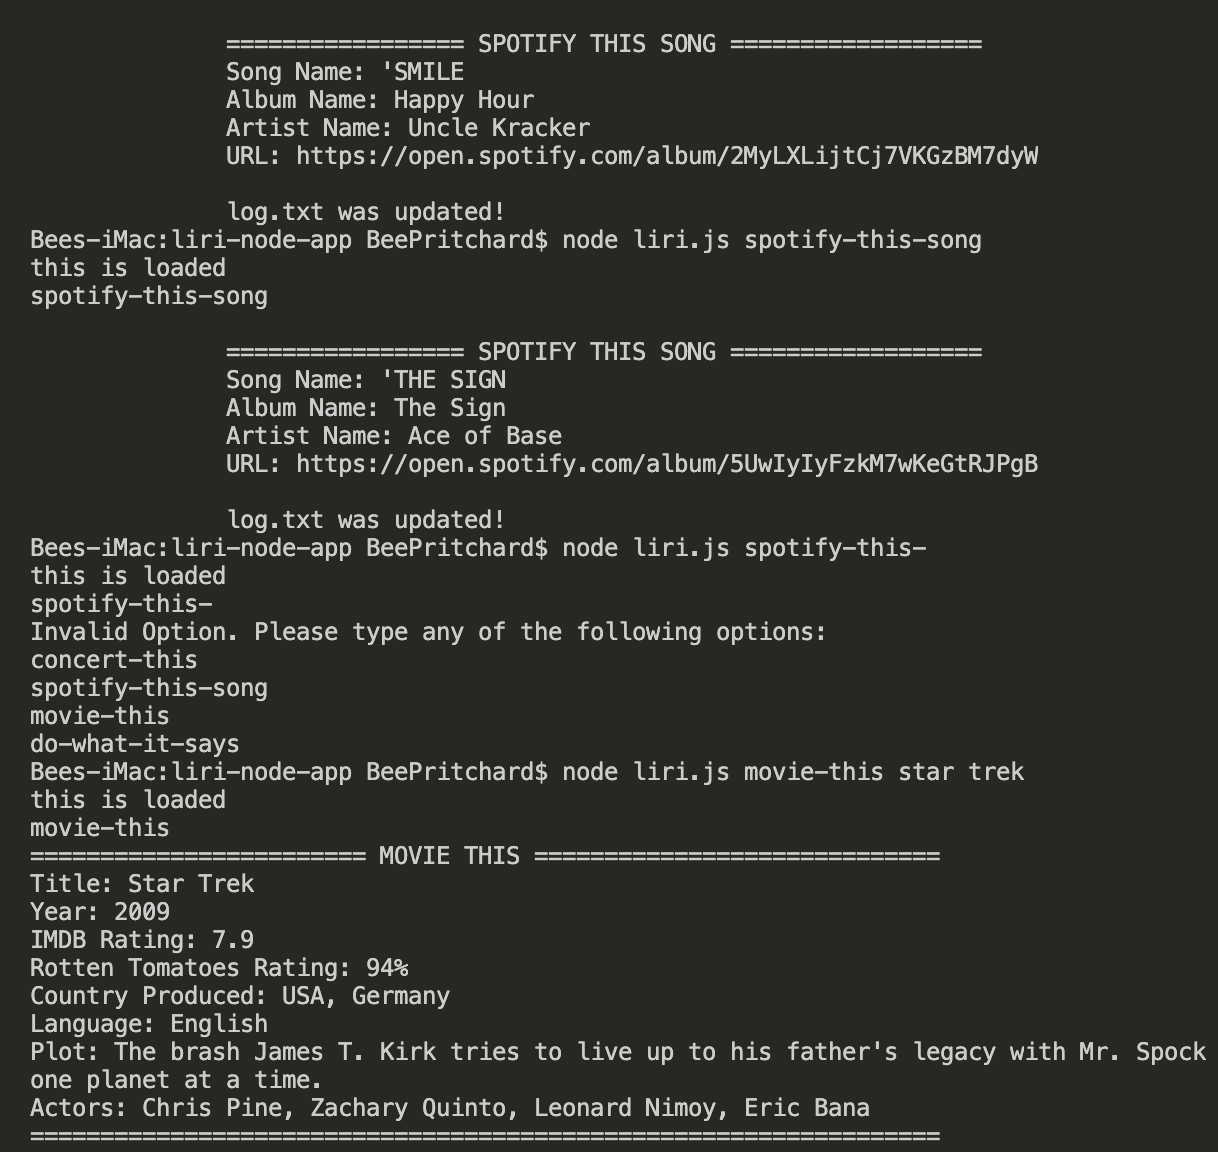 ================= SPOTIFY THIS SONG ==================
Song Name: 'SMILE
Album Name: Happy Hour
Artist Name: Uncle Kracker
URL: https://open.spotify.com/album/2MyLXLijtCj7VKGzBM7dyW
log.txt was updated!
Bees-iMac:liri-node-app BeePritchard$ node liri.js spotify-this-song
this is loaded
spotify-this-song
================= SPOTIFY THIS SONG ==================
Song Name: 'THE SIGN
Album Name: The Sign
Artist Name: Ace of Base
URL: https://open.spotify.com/album/5UwIyIyFzkM7wKeGtRJPgB
log.txt was updated!
Bees-iMac:liri-node-app BeePritchard$ node liri.js spotify-this-
this is loaded
spotify-this-
Invalid Option. Please type any of the following options:
concert-this
spotify-this-song
movie-this
do-what-it-says
Bees-iMac:liri-node-app BeePritchard$ node liri.js movie-this star trek
this is loaded
movie-this
======================== MOVIE THIS =============================
Title: Star Trek
Year: 2009
IMDB Rating: 7.9
Rotten Tomatoes Rating: 94%
Country Produced: USA, Germany
Language: English
Plot: The brash James T. Kirk tries to live up to his father's legacy with Mr. Spock
one planet at a time.
Actors: Chris Pine, Zachary Quinto, Leonard Nimoy, Eric Bana
=================================================================